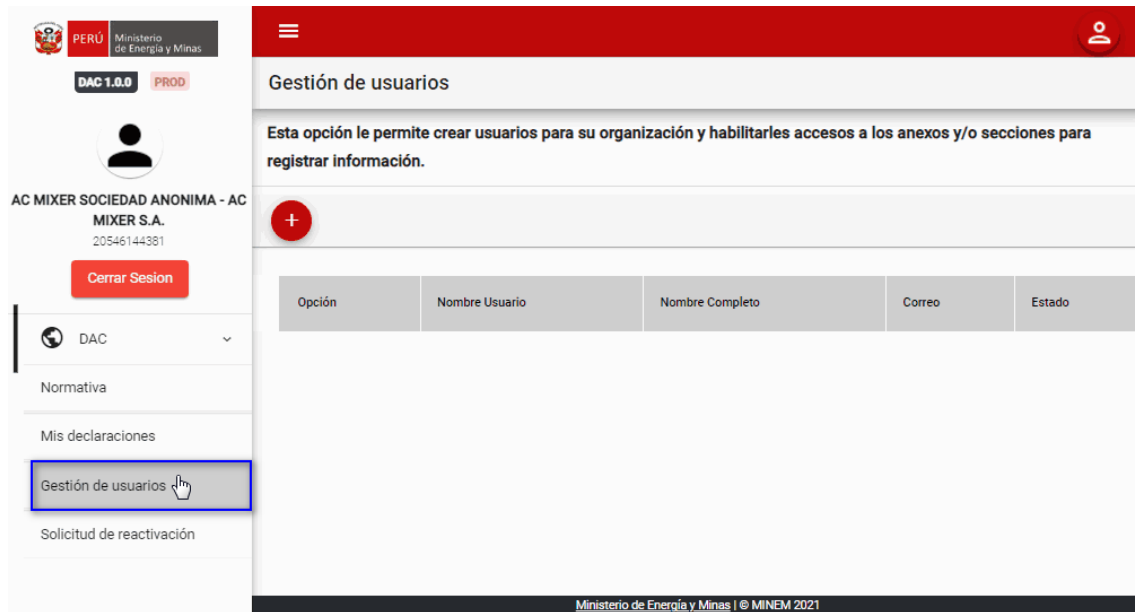 PERÚ
Ministerio
de Energía y Minas
DAC 1.0.0 PROD
AC MIXER SOCIEDAD ANONIMA - AC
MIXER S.A.
20546144381
Cerrar Sesion
DAC
Normativa
Mis declaraciones
Gestión de usuarios
Solicitud de reactivación
Gestión de usuarios
Esta opción le permite crear usuarios para su organización y habilitarles accesos a los anexos y/o secciones para
registrar información.
+
Opción Nombre Usuario Nombre Completo Correo Estado
Ministerio de Energía y Minas | © MINEM 2021